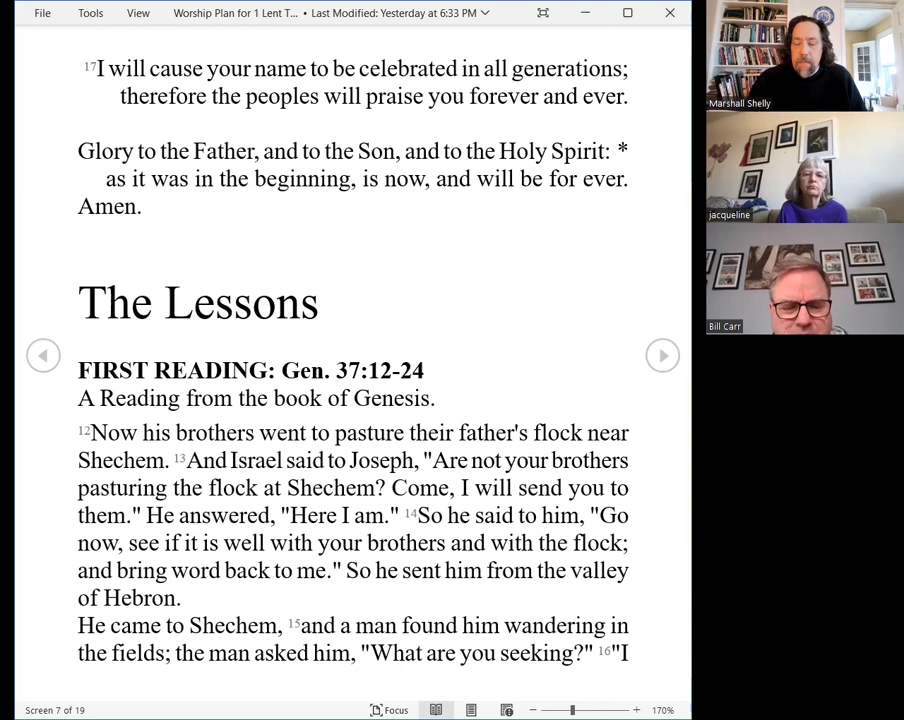 File Tools View Worship Plan for 1 Lent T... • Last Modified: Yesterday at 6:33 PM
17I will cause your name to be celebrated in all generations;
therefore the peoples will praise you forever and ever.
Glory to the Father, and to the Son, and to the Holy Spirit: *
as it was in the beginning, is now, and will be for ever.
Amen.
The Lessons
FIRST READING: Gen. 37:12-24
A Reading from the book of Genesis.
12Now his brothers went to pasture their father's flock near
Shechem. 13And Israel said to Joseph, "Are not your brothers
pasturing the flock at Shechem? Come, I will send you to
them." He answered, "Here I am." 14So he said to him, "Go
now, see if it is well with your brothers and with the flock;
and bring word back to me." So he sent him from the valley
of Hebron.
He came to Shechem, 15and a man found him wandering in
the fields; the man asked him, "What are you seeking?" 16"I
Screen 7 of 19 Focus 170%
Marshall Shelly
jacqueline
Bill Carr